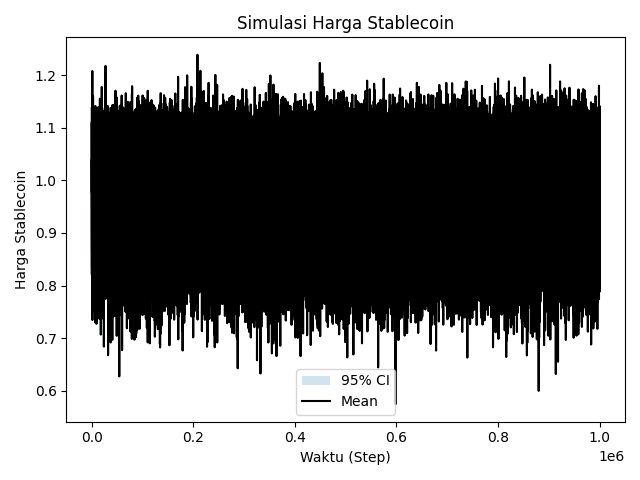 Simulasi Harga Stablecoin
Harga Stablecoin
1.2
1.1
1.0
0.9
0.8
0.7
0.6
95% CI
Mean
0.0
0.2
0.4
0.6
0.8
1.0
1e6
Waktu (Step)